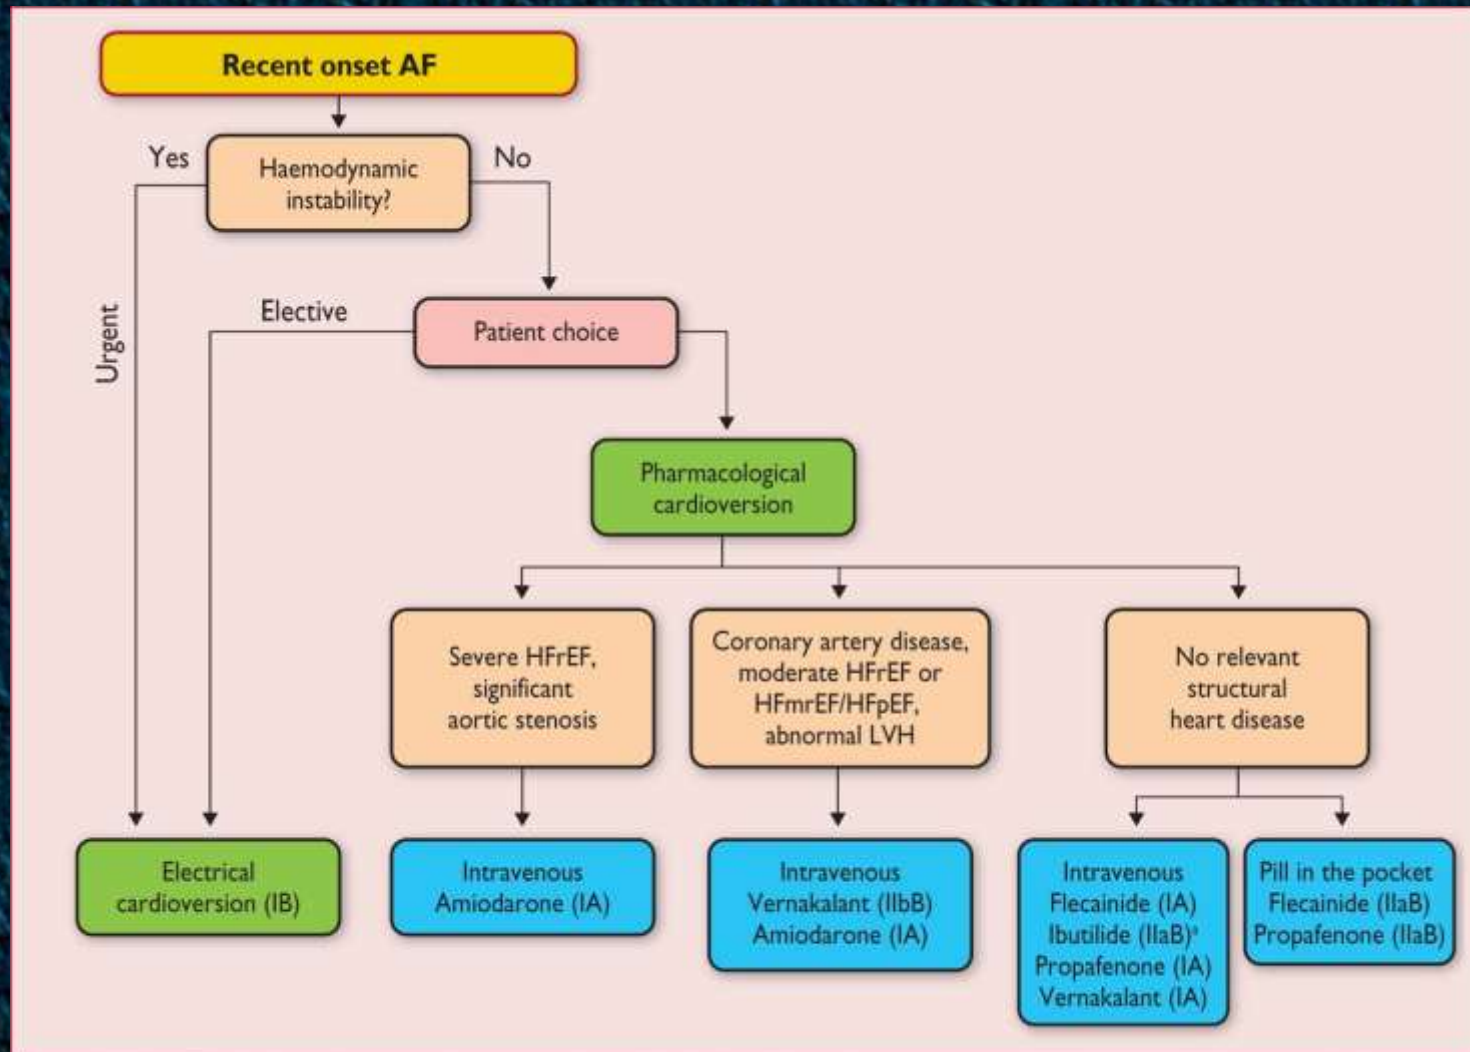 Recent onset AF
Yes
Haemodynamic
instability?
No
Urgent
Elective
Patient choice
Pharmacological
cardioversion
Severe HFrEF,
significant
aortic stenosis
Coronary artery disease,
moderate HFrEF or
HFmrEF/HFpEF,
abnormal LVH
No relevant
structural
heart disease
Electrical
cardioversion (IB)
Intravenous
Amiodarone (IA)
Intravenous
Vernakalant (IIbB)
Amiodarone (IA)
Intravenous
Flecainide (IA)
Ibutilide (IIaB)ª
Propafenone (IA)
Vernakalant (IA)
Pill in the pocket
Flecainide (IIaB)
Propafenone (IIaB)